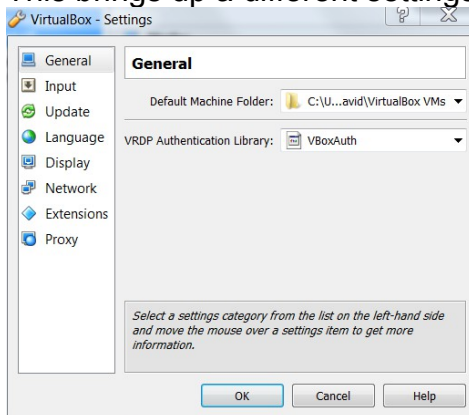 This brings up a different settings
VirtualBox - Settings
General
Input
Update
Language
Display
Network
Extensions
Proxy
General
Default Machine Folder: C:\U...avid\VirtualBox VMs
VRDP Authentication Library: VBoxAuth
Select a settings category from the list on the left-hand side
and move the mouse over a settings item to get more
information.
OK Cancel Help